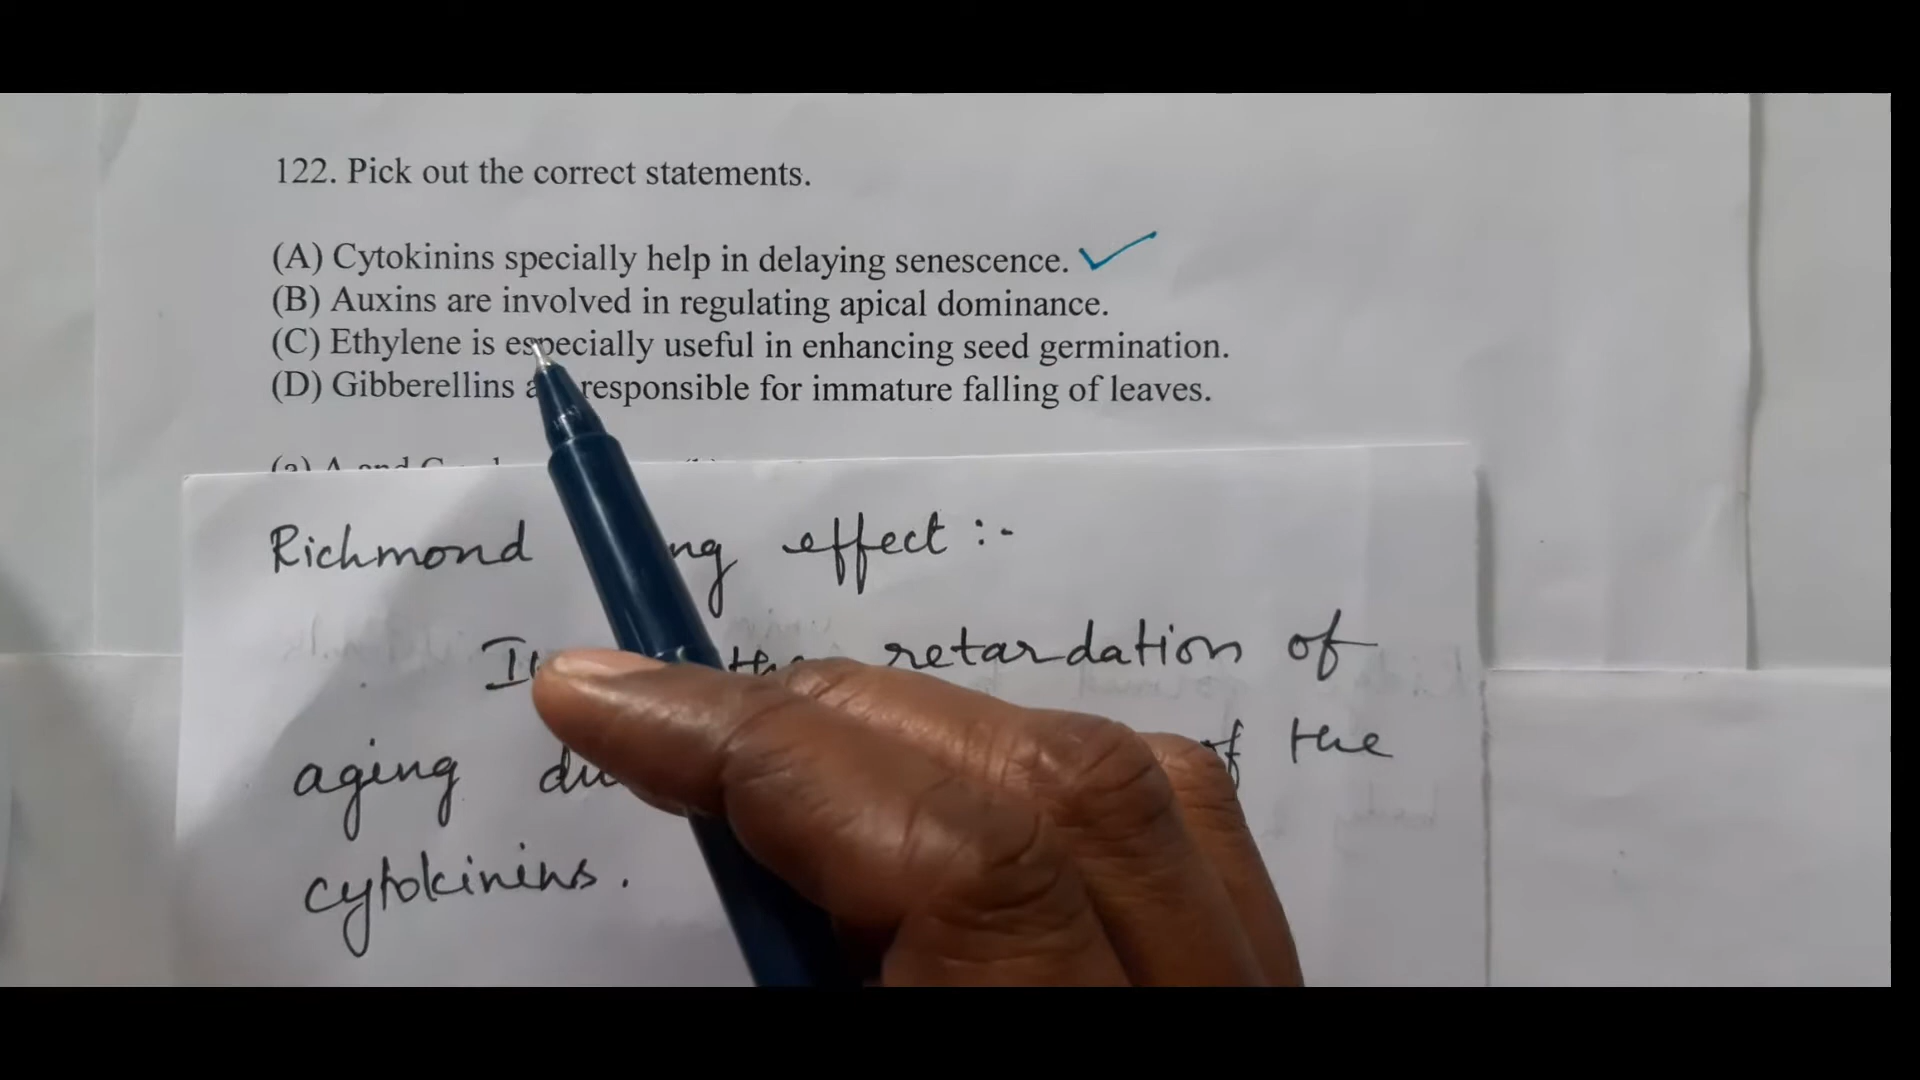 122. Pick out the correct statements.
(A) Cytokinins specially help in delaying senescence.
(B) Auxins are involved in regulating apical dominance.
(C) Ethylene is especially useful in enhancing seed germination.
(D) Gibberellins responsible for immature falling of leaves.
(a) A and C
Richmond effect :-
retardation of
aging of the
cytokinins.